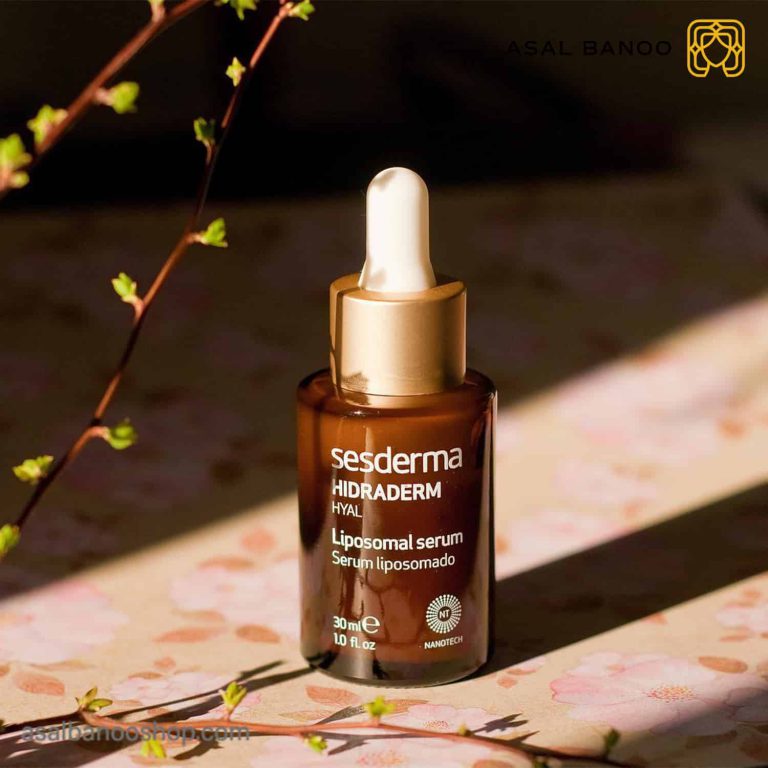 ASAL BANOO
sesderma
HIDRADERM
HYAL
Liposomal serum
Serum liposomado
30 ml e
1.0 fl. oz
NT
NANOTECH
asalbanooshop.com